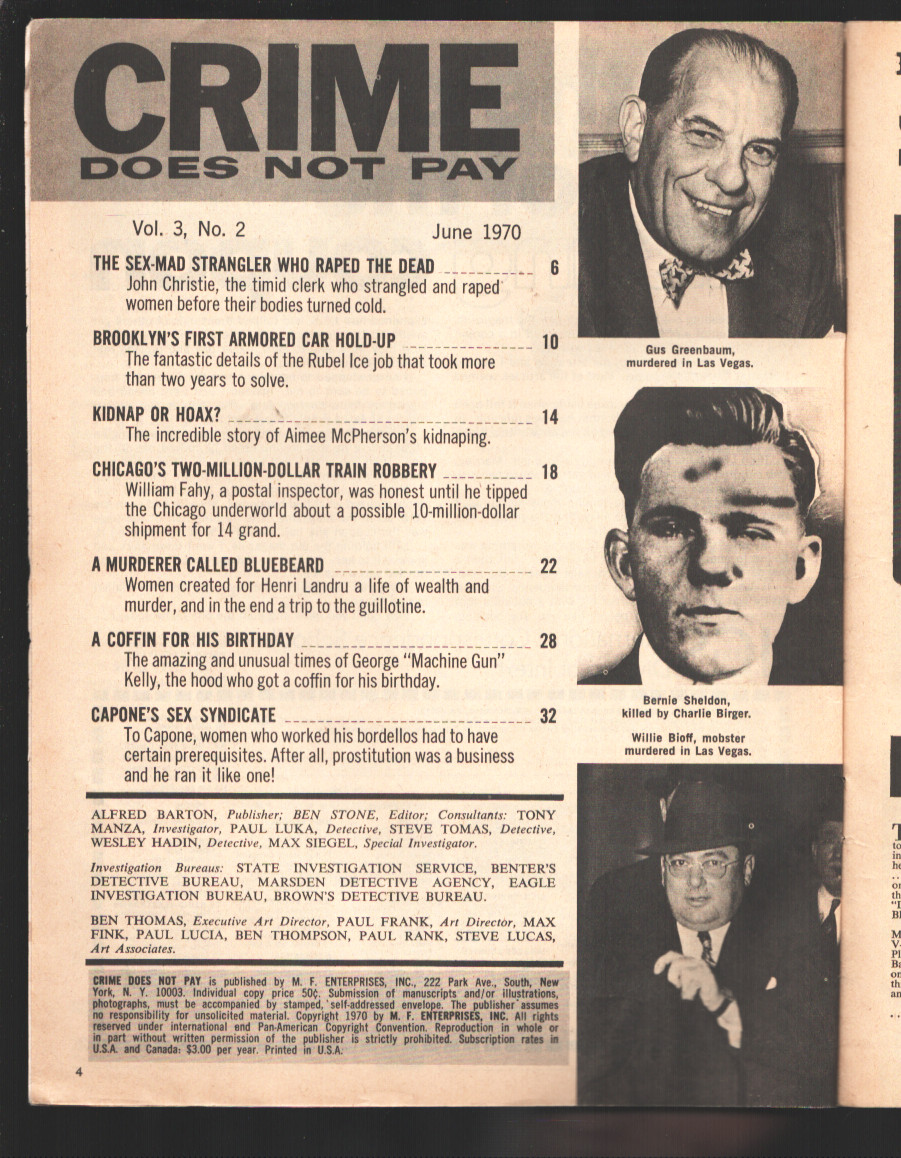 CRIME
DOES NOT PAY
Vol. 3, No. 2 June 1970
THE SEX-MAD STRANGLER WHO RAPED THE DEAD 6
John Christie, the timid clerk who strangled and raped
women before their bodies turned cold.
BROOKLYN'S FIRST ARMORED CAR HOLD-UP 10
The fantastic details of the Rubel Ice job that took more
than two years to solve.
KIDNAP OR HOAX? 14
The incredible story of Aimee McPherson's kidnaping.
CHICAGO'S TWO-MILLION-DOLLAR TRAIN ROBBERY 18
William Fahy, a postal inspector, was honest until he tipped
the Chicago underworld about a possible 10-million-dollar
shipment for 14 grand.
A MURDERER CALLED BLUEBEARD 22
Women created for Henri Landru a life of wealth and
murder, and in the end a trip to the guillotine.
A COFFIN FOR HIS BIRTHDAY 28
The amazing and unusual times of George "Machine Gun"
Kelly, the hood who got a coffin for his birthday.
CAPONE'S SEX SYNDICATE 32
To Capone, women who worked his bordellos had to have
certain prerequisites. After all, prostitution was a business
and he ran it like one!
ALFRED BARTON, Publisher; BEN STONE, Editor; Consultants: TONY
MANZA, Investigator, PAUL LUKA, Detective, STEVE TOMAS, Detective,
WESLEY HADIN, Detective, MAX SIEGEL, Special Investigator.
Investigation Bureaus: STATE INVESTIGATION SERVICE, BENTER'S
DETECTIVE BUREAU, MARSDEN DETECTIVE AGENCY, EAGLE
INVESTIGATION BUREAU, BROWN'S DETECTIVE BUREAU.
BEN THOMAS, Executive Art Director, PAUL FRANK, Art Director, MAX
FINK, PAUL LUCIA, BEN THOMPSON, PAUL RANK, STEVE LUCAS,
Art Associates.
CRIME DOES NOT PAY is published by M. F. ENTERPRISES, INC., 222 Park Ave., South, New
York, N. Y. 10003. Individual copy price 50¢. Submission of manuscripts and/or illustrations,
photographs, must be accompanied by stamped, self-addressed envelope. The publisher assumes
no responsibility for unsolicited material. Copyright 1970 by M. F. ENTERPRISES, INC. All rights
reserved under international and Pan-American Copyright Convention. Reproduction in whole or
in part without written permission of the publisher is strictly prohibited. Subscription rates in
U.S.A. and Canada: $3.00 per year. Printed in U.S.A.
4
Gus Greenbaum,
murdered in Las Vegas.
Bernie Sheldon,
killed by Charlie Birger.
Willie Bioff, mobster
murdered in Las Vegas.